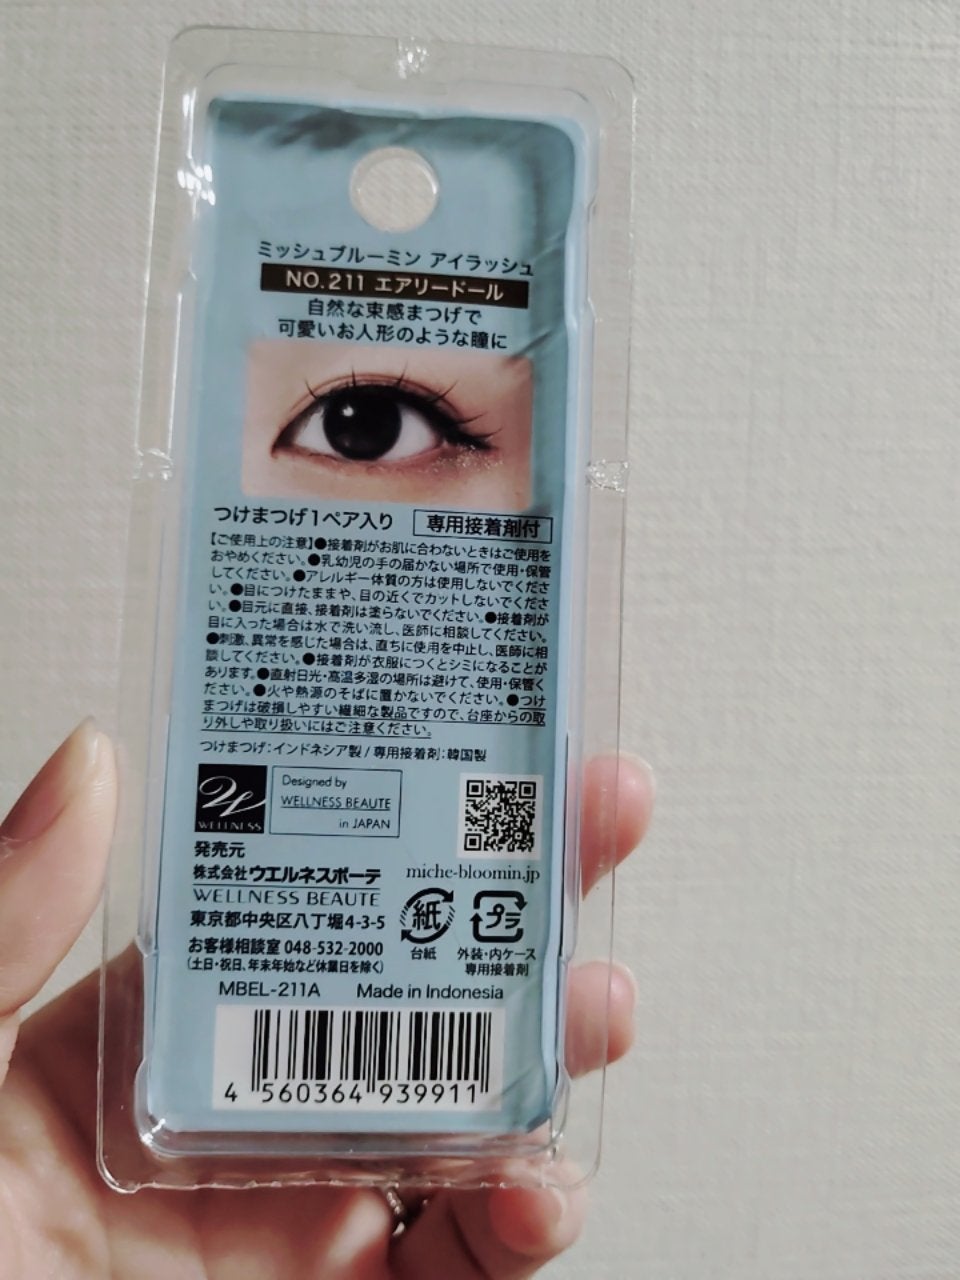 ミッシュブルーミン アイラッシュ
NO.211 エアリードール
自然な束感まつげで
可愛いお人形のような瞳に
つけまつげ1ペア入り
専用接着剤付
【ご使用上の注意】●接着剤がお肌に合わないときはご使用を
おやめください。●乳幼児の手の届かない場所で使用・保管
してください。●アレルギー体質の方は使用しないでくださ
い。●目につけたままや、目の近くでカットしないでくださ
い。●目元に直接、接着剤は塗らないでください。●接着剤が
目に入った場合は水で洗い流し、医師に相談してください。
●刺激、異常を感じた場合は、直ちに使用を中止し、医師に相
談してください。●接着剤が衣服につくとシミになることが
あります。●直射日光・高温多湿の場所は避けて、使用・保管く
ださい。●火や熱源のそばに置かないでください。●つけ
まつげは破損しやすい繊細な製品ですので、台座からの取
り外しや取り扱いにはご注意ください。
つけまつげ：インドネシア製 / 専用接着剤：韓国製
WELLNESS
Designed by
WELLNESS BEAUTE
in JAPAN
発売元
株式会社ウエルネスボーテ
WELLNESS BEAUTE
東京都中央区八丁堀4-3-5
お客様相談室 048-532-2000
(土日・祝日、年末年始など休業日を除く)
miche-bloomin.jp
紙
台紙
プラ
外装・内ケース
専用接着剤
MBEL-211A Made in Indonesia
4 560364 939911